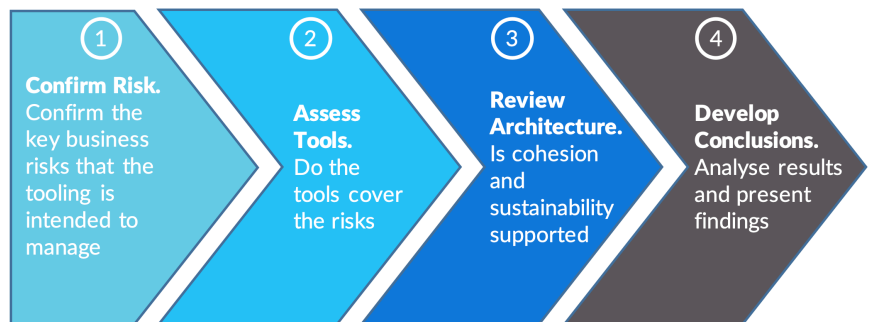 1
Confirm Risk.
Confirm the
key business
risks that the
tooling is
intended to
manage
2
Assess
Tools.
Do the
tools cover
the risks
3
Review
Architecture.
Is cohesion
and
sustainability
supported
4
Develop
Conclusions.
Analyse results
and present
findings